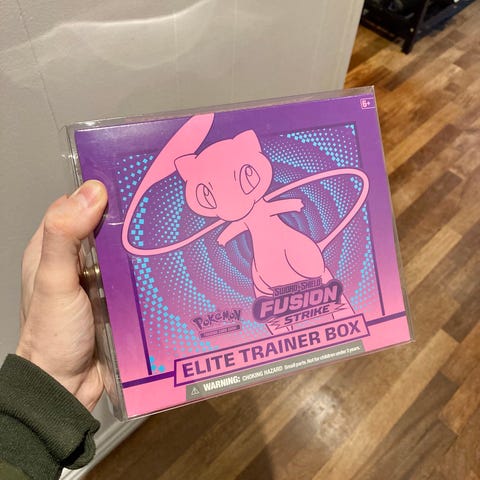 6+
POKÉMON
SWORD & SHIELD
FUSION
STRIKE
ELITE TRAINER BOX
WARNING: CHOKING HAZARD Small parts. Not for children under 3 years.